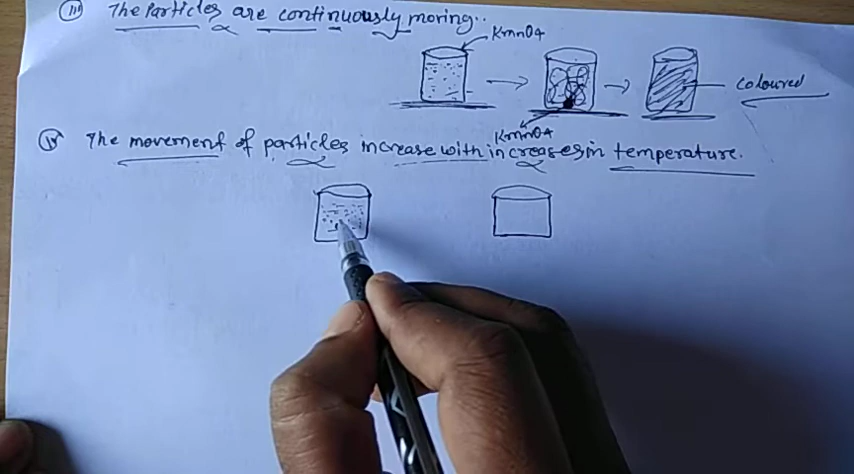 (iii) The Particles are continuously moving..
KmnO4
coloured
KmnO4
(iv) The movement of particles increase with increases in temperature.